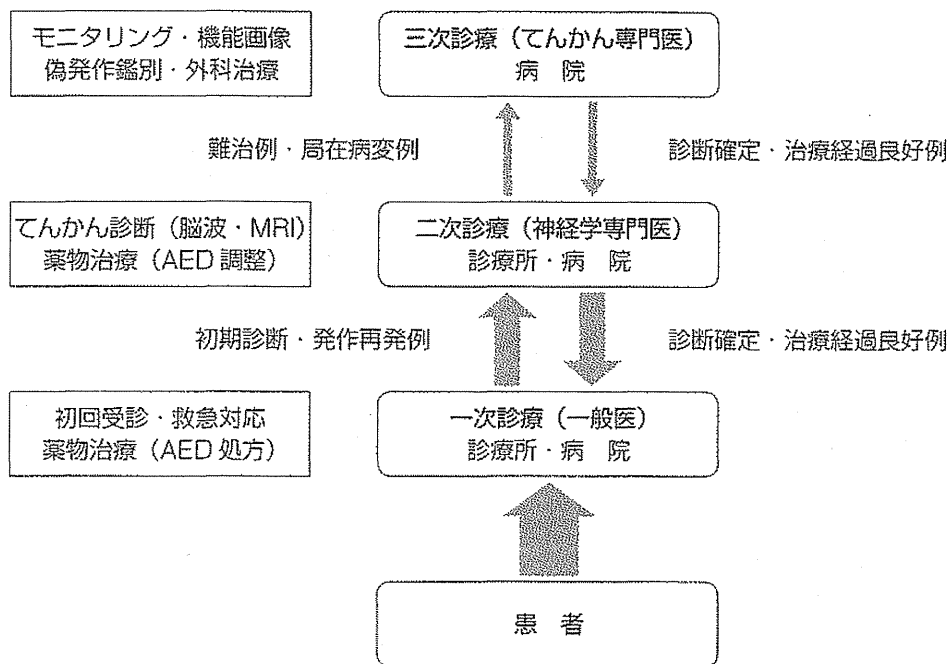 モニタリング・機能画像
偽発作鑑別・外科治療
三次診療（てんかん専門医）
病 院
難治例・局在病変例
診断確定・治療経過良好例
てんかん診断（脳波・MRI）
薬物治療（AED 調整）
二次診療（神経学専門医）
診療所・病 院
初期診断・発作再発例
診断確定・治療経過良好例
初回受診・救急対応
薬物治療（AED 処方）
一次診療（一般医）
診療所・病 院
患 者